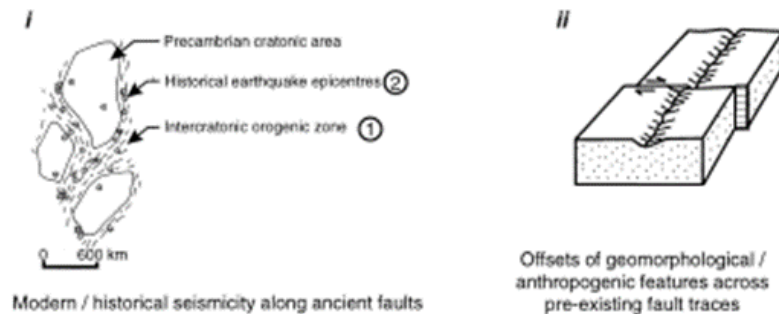 i
Precambrian cratonic area
Historical earthquake epicentres 2
Intercratonic orogenic zone 1
0 600 km
Modern / historical seismicity along ancient faults
ii
Offsets of geomorphological /
anthropogenic features across
pre-existing fault traces